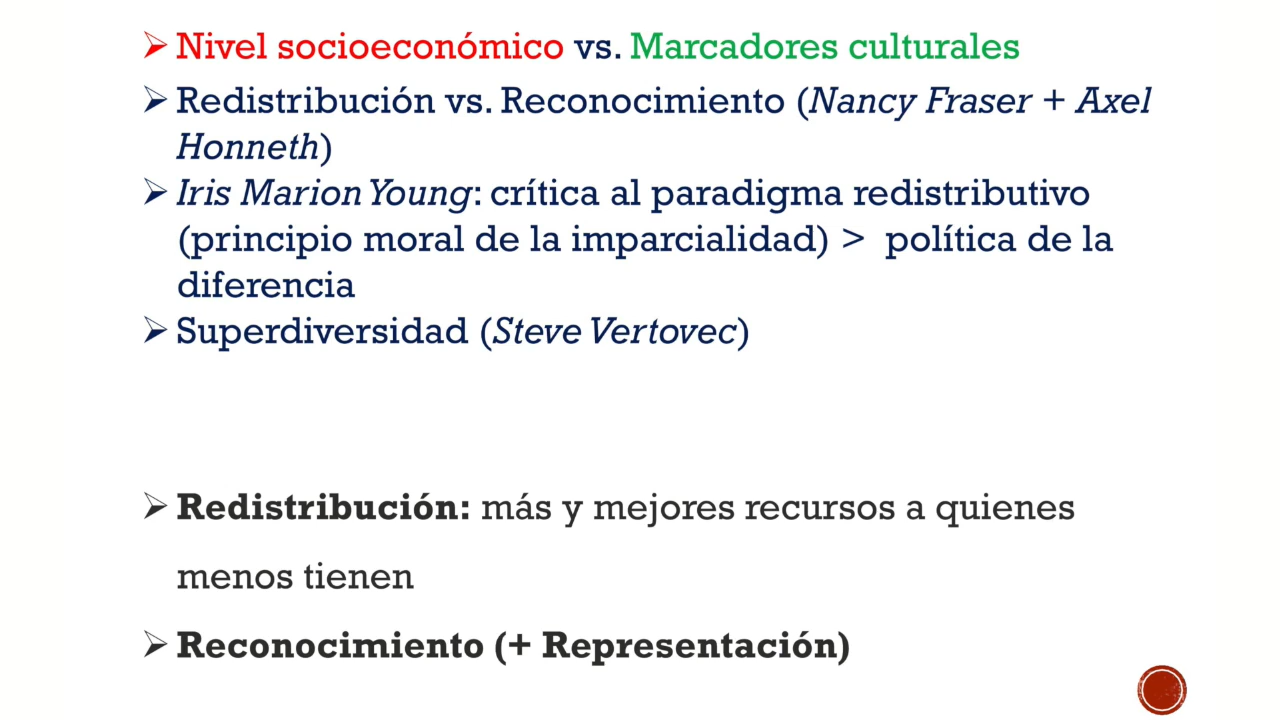 ➢ Nivel socioeconómico vs. Marcadores culturales
➢ Redistribución vs. Reconocimiento (Nancy Fraser + Axel
Honneth)
➢ Iris Marion Young: crítica al paradigma redistributivo
(principio moral de la imparcialidad) > política de la
diferencia
➢ Superdiversidad (Steve Vertovec)
➢ Redistribución: más y mejores recursos a quienes
menos tienen
➢ Reconocimiento (+ Representación)